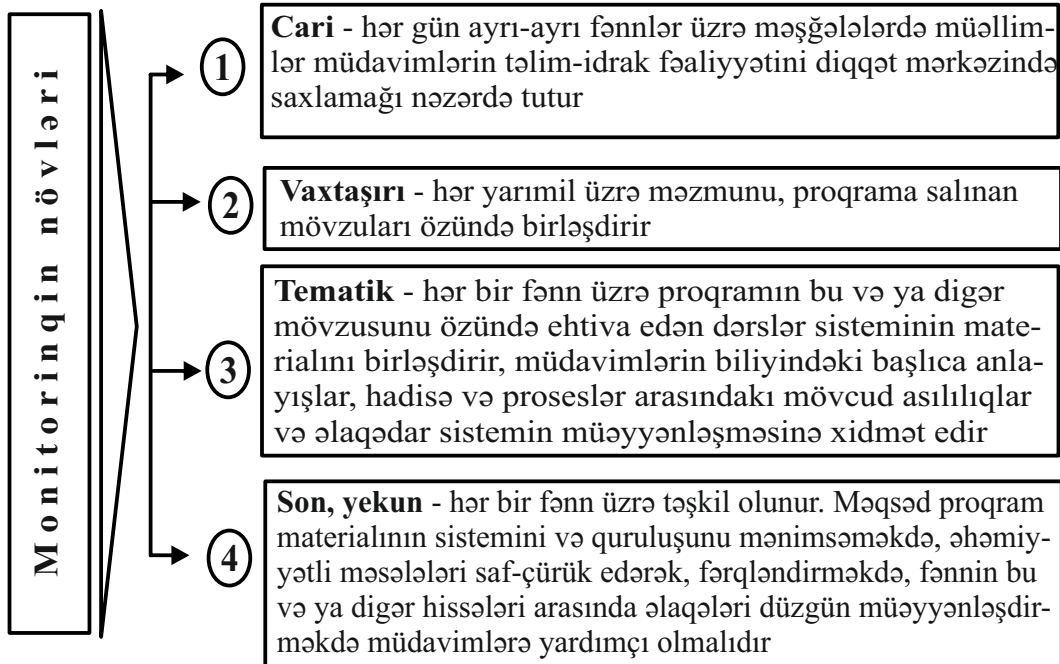 Monitorinqin növləri
1
Cari - hər gün ayrı-ayrı fənnlər üzrə məşğələlərdə müəllim-
lər müdavimlərin təlim-idrak fəaliyyətini diqqət mərkəzində
saxlamağı nəzərdə tutur
2
Vaxtaşırı - hər yarımil üzrə məzmunu, proqrama salınan
mövzuları özündə birləşdirir
3
Tematik - hər bir fənn üzrə proqramın bu və ya digər
mövzusunu özündə ehtiva edən dərslər sisteminin mate-
rialını birləşdirir, müdavimlərin biliyindəki başlıca anla-
yışlar, hadisə və proseslər arasındakı mövcud asılılıqlar
və əlaqədar sistemin müəyyənləşməsinə xidmət edir
4
Son, yekun - hər bir fənn üzrə təşkil olunur. Məqsəd proqram
materialının sistemini və quruluşunu mənimsəməkdə, əhəmiy-
yətli məsələləri saf-çürük edərək, fərqləndirməkdə, fənnin bu
və ya digər hissələri arasında əlaqələri düzgün müəyyənləşdir-
məkdə müdavimlərə yardımçı olmalıdır